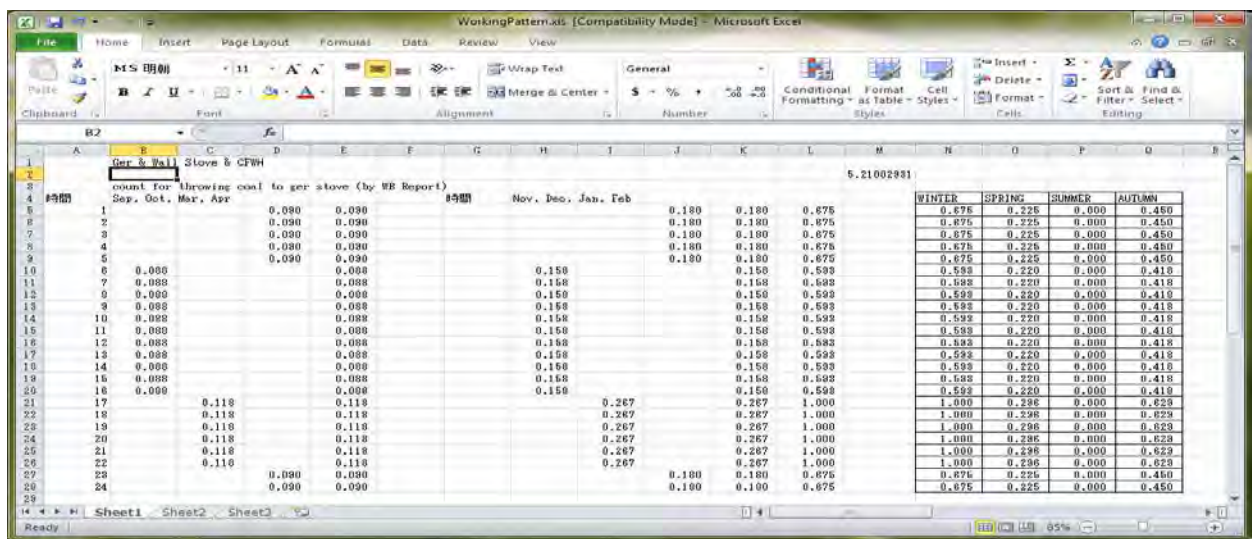 WorkingPattern.xls [Compatibility Mode] - Microsoft Excel
File Home Insert Page Layout Formulas Data Review View
Paste MS 明朝 11 A A Wrap Text General Conditional Formatting Format as Table Cell Styles Insert Delete Format Sort & Filter Find & Select
B I U A Merge & Center $ % ,
Clipboard Font Alignment Number Styles Cells Editing
B2 fx
A B C D E F G H I J K L M N O P Q R
1 Ger & Wall Stove & CFWH
2 5.21002931
3 count for throwing coal to ger stove (by WB Report)
4 時間 Sep. Oct. Mar. Apr 時間 Nov. Dec. Jan. Feb WINTER SPRING SUMMER AUTUMN
5 1 0.090 0.090 0.180 0.180 0.675 0.675 0.225 0.000 0.450
6 2 0.090 0.090 0.180 0.180 0.675 0.675 0.225 0.000 0.450
7 3 0.090 0.090 0.180 0.180 0.675 0.675 0.225 0.000 0.450
8 4 0.090 0.090 0.180 0.180 0.675 0.675 0.225 0.000 0.450
9 5 0.090 0.090 0.180 0.180 0.675 0.675 0.225 0.000 0.450
10 6 0.088 0.088 0.158 0.158 0.593 0.593 0.220 0.000 0.418
11 7 0.088 0.088 0.158 0.158 0.593 0.593 0.220 0.000 0.418
12 8 0.088 0.088 0.158 0.158 0.593 0.593 0.220 0.000 0.418
13 9 0.088 0.088 0.158 0.158 0.593 0.593 0.220 0.000 0.418
14 10 0.088 0.088 0.158 0.158 0.593 0.593 0.220 0.000 0.418
15 11 0.088 0.088 0.158 0.158 0.593 0.593 0.220 0.000 0.418
16 12 0.088 0.088 0.158 0.158 0.593 0.593 0.220 0.000 0.418
17 13 0.088 0.088 0.158 0.158 0.593 0.593 0.220 0.000 0.418
18 14 0.088 0.088 0.158 0.158 0.593 0.593 0.220 0.000 0.418
19 15 0.088 0.088 0.158 0.158 0.593 0.593 0.220 0.000 0.418
20 16 0.088 0.088 0.158 0.158 0.593 0.593 0.220 0.000 0.418
21 17 0.118 0.118 0.267 0.267 1.000 1.000 0.296 0.000 0.629
22 18 0.118 0.118 0.267 0.267 1.000 1.000 0.296 0.000 0.629
23 19 0.118 0.118 0.267 0.267 1.000 1.000 0.296 0.000 0.629
24 20 0.118 0.118 0.267 0.267 1.000 1.000 0.296 0.000 0.629
25 21 0.118 0.118 0.267 0.267 1.000 1.000 0.296 0.000 0.629
26 22 0.118 0.118 0.267 0.267 1.000 1.000 0.296 0.000 0.629
27 23 0.090 0.090 0.180 0.180 0.675 0.675 0.225 0.000 0.450
28 24 0.090 0.090 0.180 0.180 0.675 0.675 0.225 0.000 0.450
29
Sheet1 Sheet2 Sheet3
Ready 85%